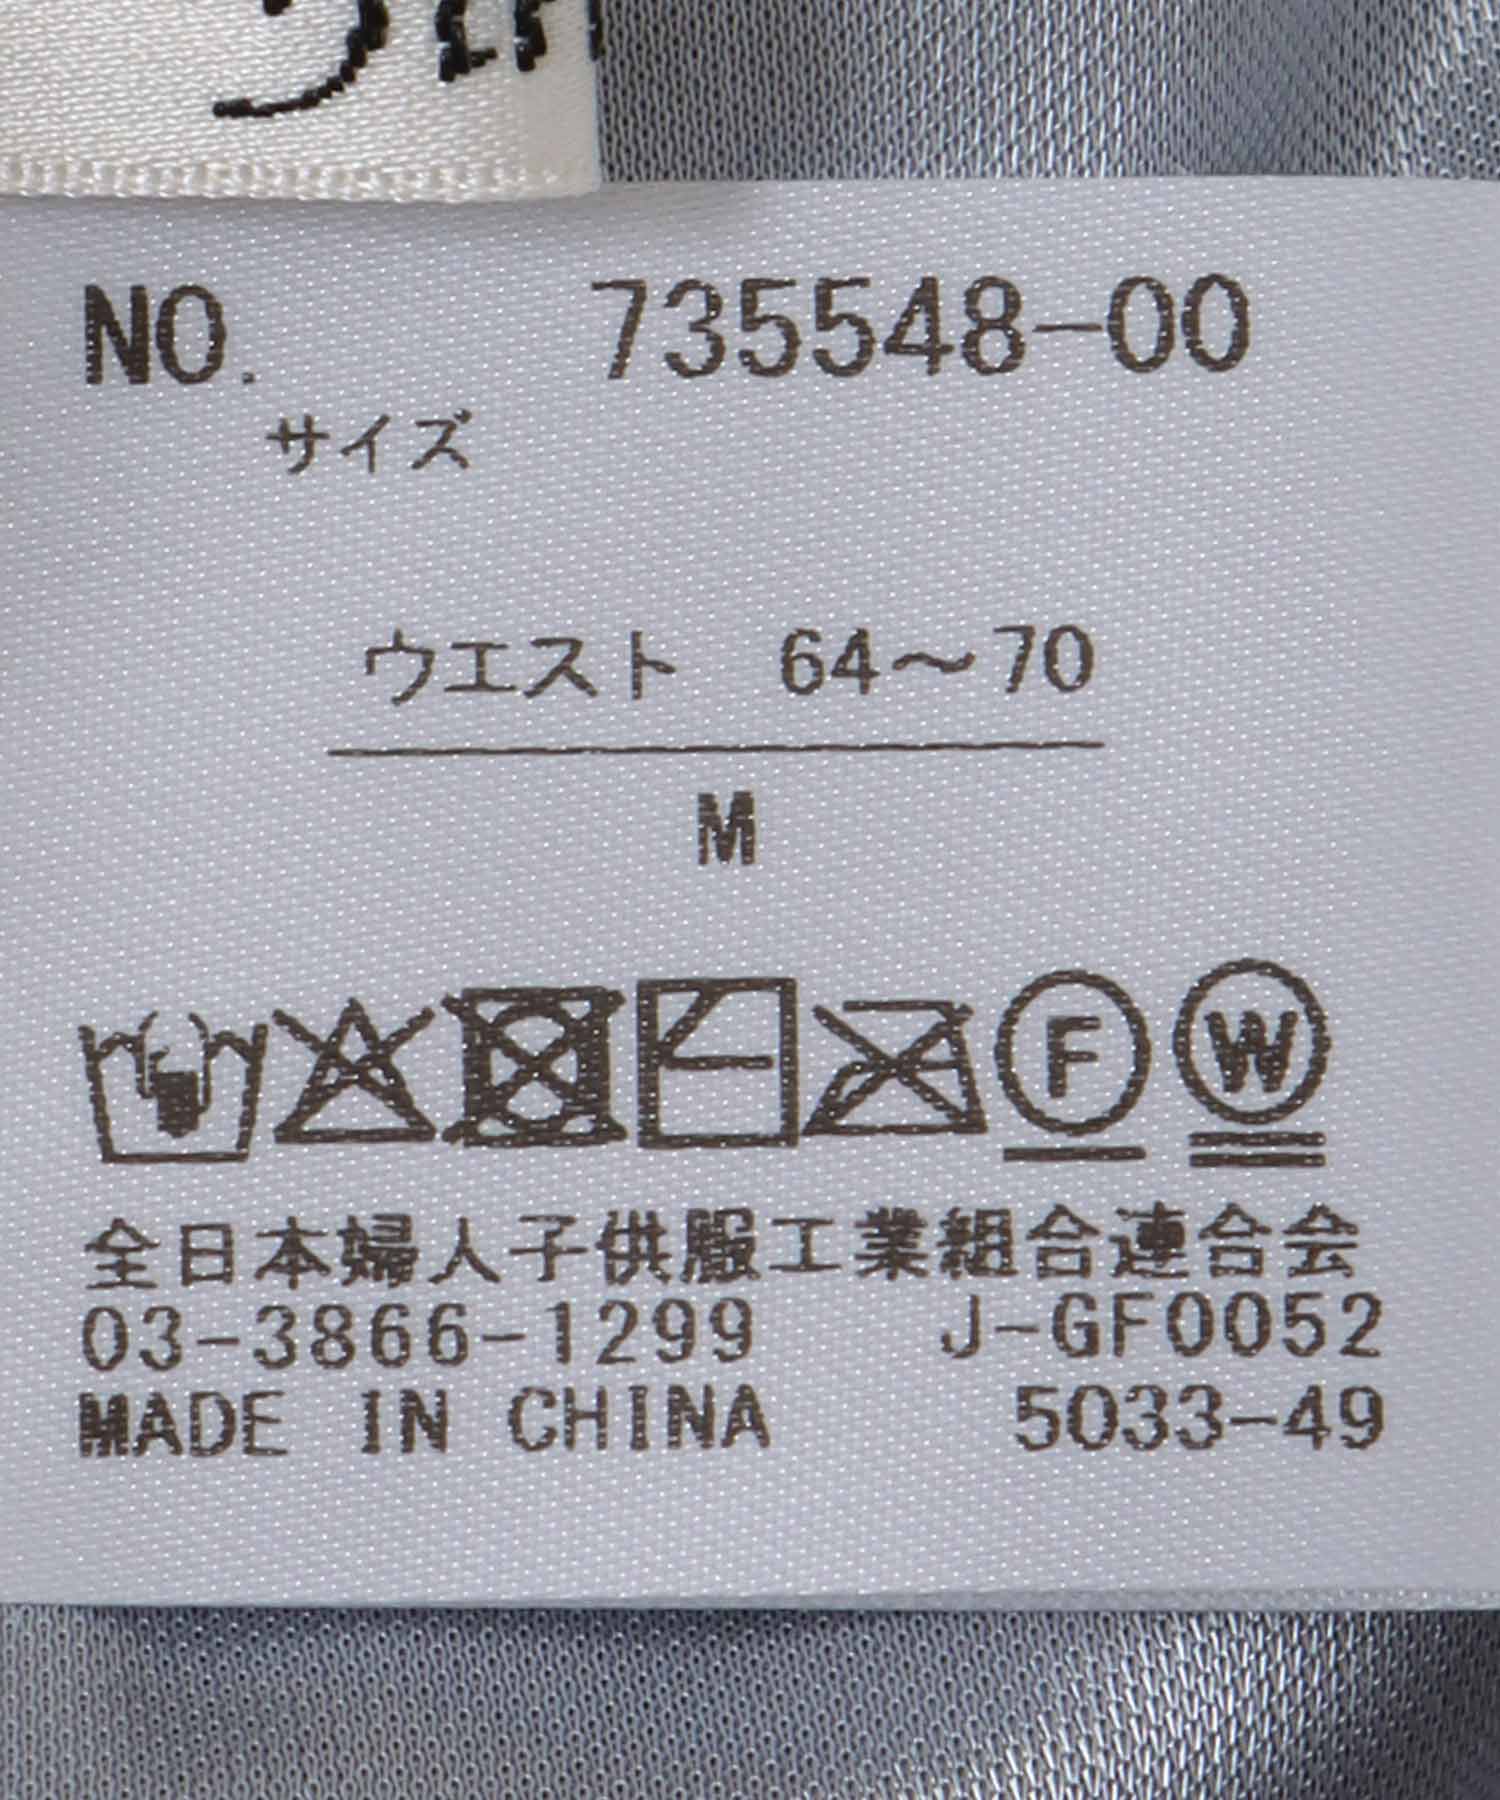 NO. 735548-00
サイズ
ウエスト 64～70
M
F W
全日本婦人子供服工業組合連合会
03-3866-1299 J-GF0052
MADE IN CHINA 5033-49